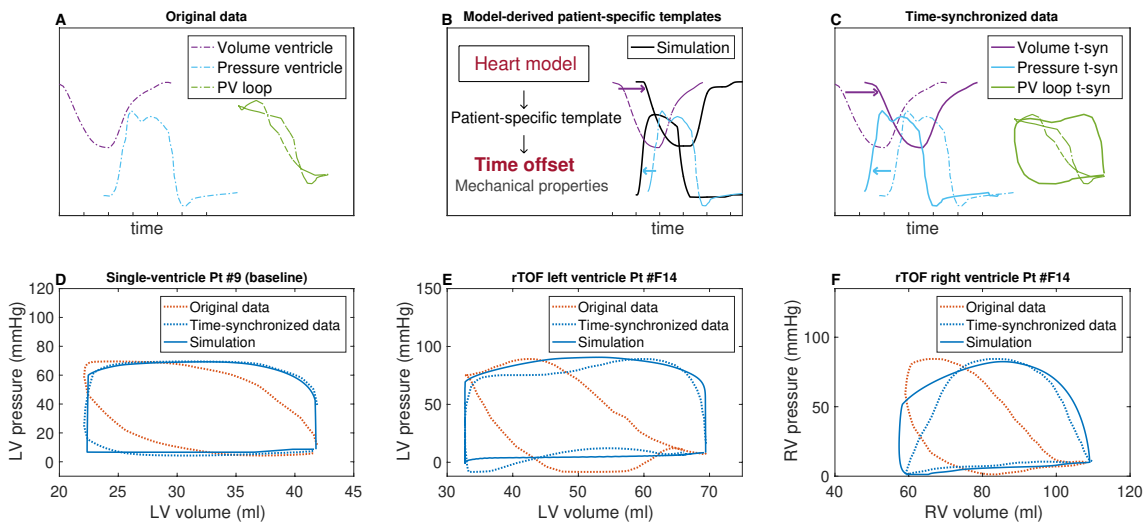 A
Original data
Volume ventricle
Pressure ventricle
PV loop
time
B
Model-derived patient-specific templates
Simulation
Heart model
Patient-specific template
Time offset
Mechanical properties
time
C
Time-synchronized data
Volume t-syn
Pressure t-syn
PV loop t-syn
time
D
Single-ventricle Pt #9 (baseline)
Original data
Time-synchronized data
Simulation
LV pressure (mmHg)
120
100
80
60
40
20
0
20 25 30 35 40 45
LV volume (ml)
E
rTOF left ventricle Pt #F14
Original data
Time-synchronized data
Simulation
LV pressure (mmHg)
150
100
50
0
30 40 50 60 70
LV volume (ml)
F
rTOF right ventricle Pt #F14
Original data
Time-synchronized data
Simulation
RV pressure (mmHg)
100
50
0
40 60 80 100 120
RV volume (ml)